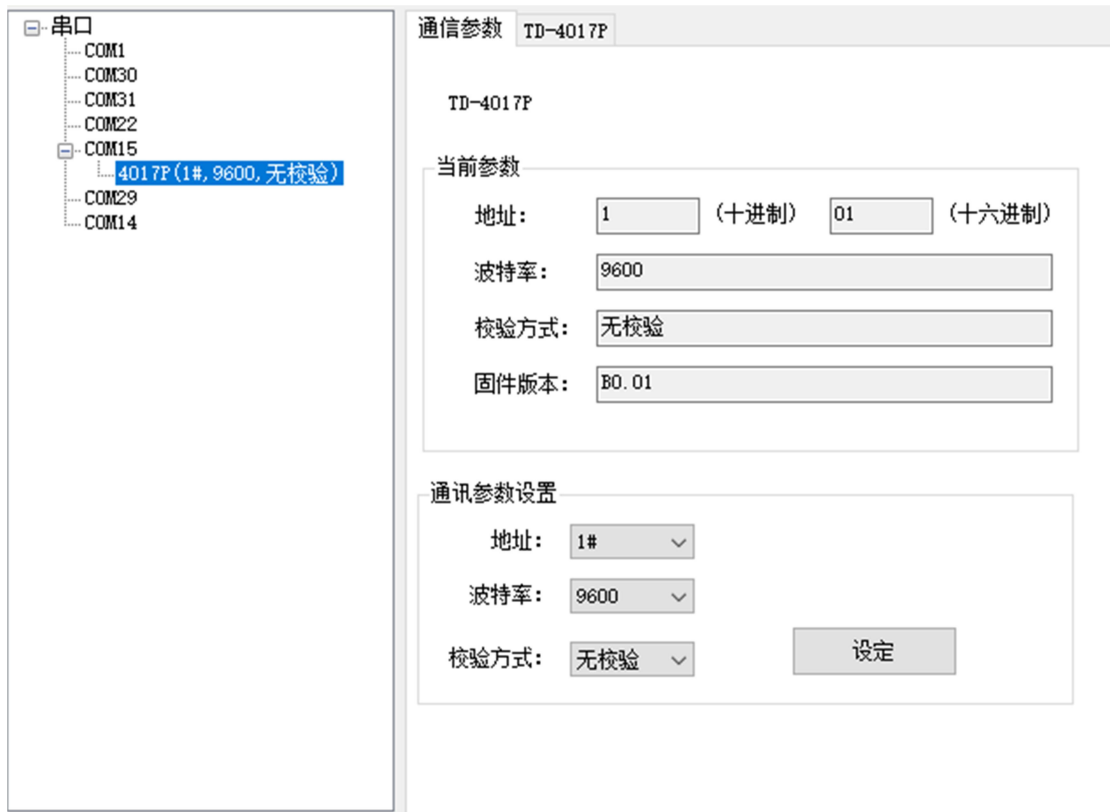 串口
COM1
COM30
COM31
COM22
COM15
4017P(1#,9600,无校验)
COM29
COM14
通信参数 TD-4017P
TD-4017P
当前参数
地址: 1 (十进制) 01 (十六进制)
波特率: 9600
校验方式: 无校验
固件版本: B0.01
通讯参数设置
地址: 1#
波特率: 9600
校验方式: 无校验 设定